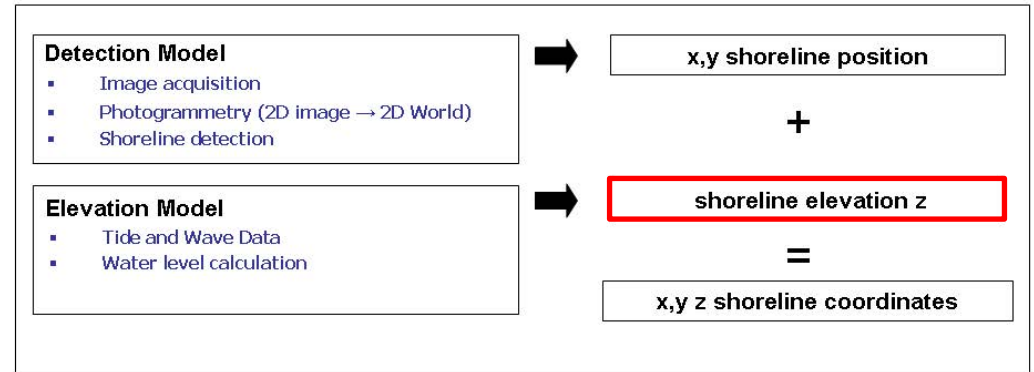 Detection Model
▪ Image acquisition
▪ Photogrammetry (2D image → 2D World)
▪ Shoreline detection
x,y shoreline position
+
Elevation Model
▪ Tide and Wave Data
▪ Water level calculation
shoreline elevation z
=
x,y z shoreline coordinates